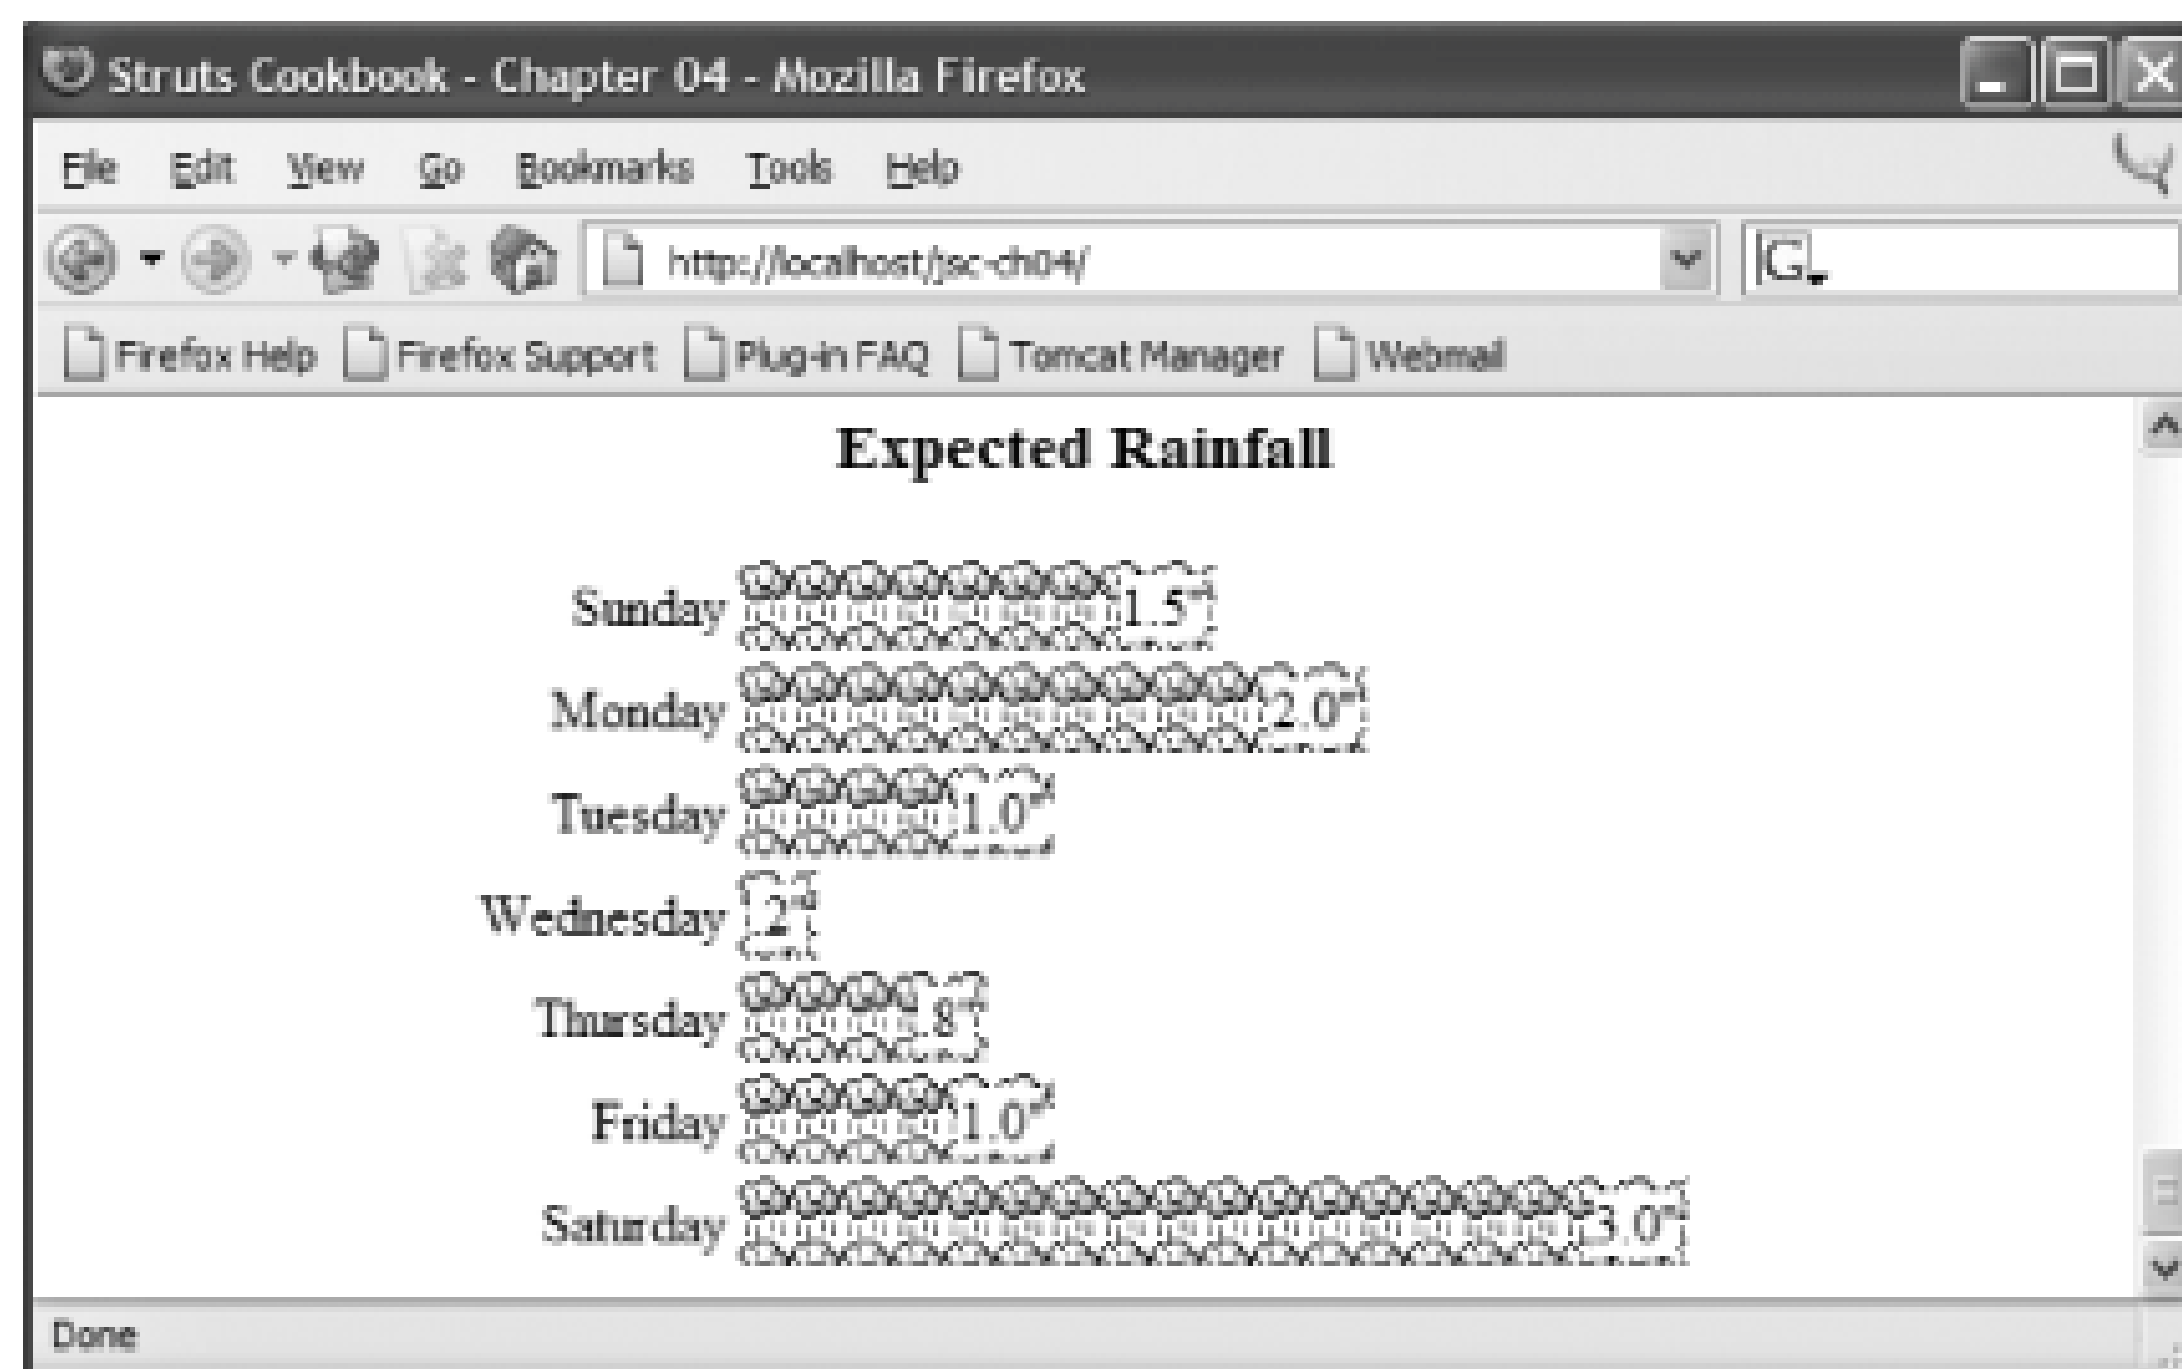 Struts Cookbook - Chapter 04 - Mozilla Firefox
File Edit View Go Bookmarks Tools Help
http://localhost/jsc-ch04/ G
Firefox Help Firefox Support Plug-in FAQ Tomcat Manager Webmail
Expected Rainfall
Sunday 1.5"
Monday 2.0"
Tuesday 1.0"
Wednesday .2"
Thursday .8"
Friday 1.0"
Saturday 3.0"
Done